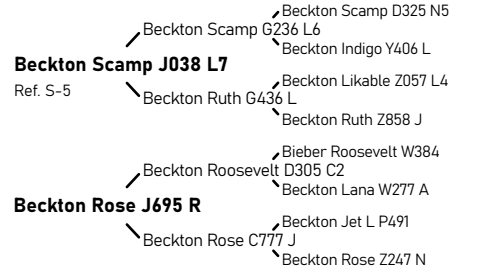 Beckton Scamp D325 N5
Beckton Scamp G236 L6
Beckton Indigo Y406 L
Beckton Scamp J038 L7
Ref. S-5
Beckton Likable Z057 L4
Beckton Ruth G436 L
Beckton Ruth Z858 J
Bieber Roosevelt W384
Beckton Roosevelt D305 C2
Beckton Lana W277 A
Beckton Rose J695 R
Beckton Jet L P491
Beckton Rose C777 J
Beckton Rose Z247 N